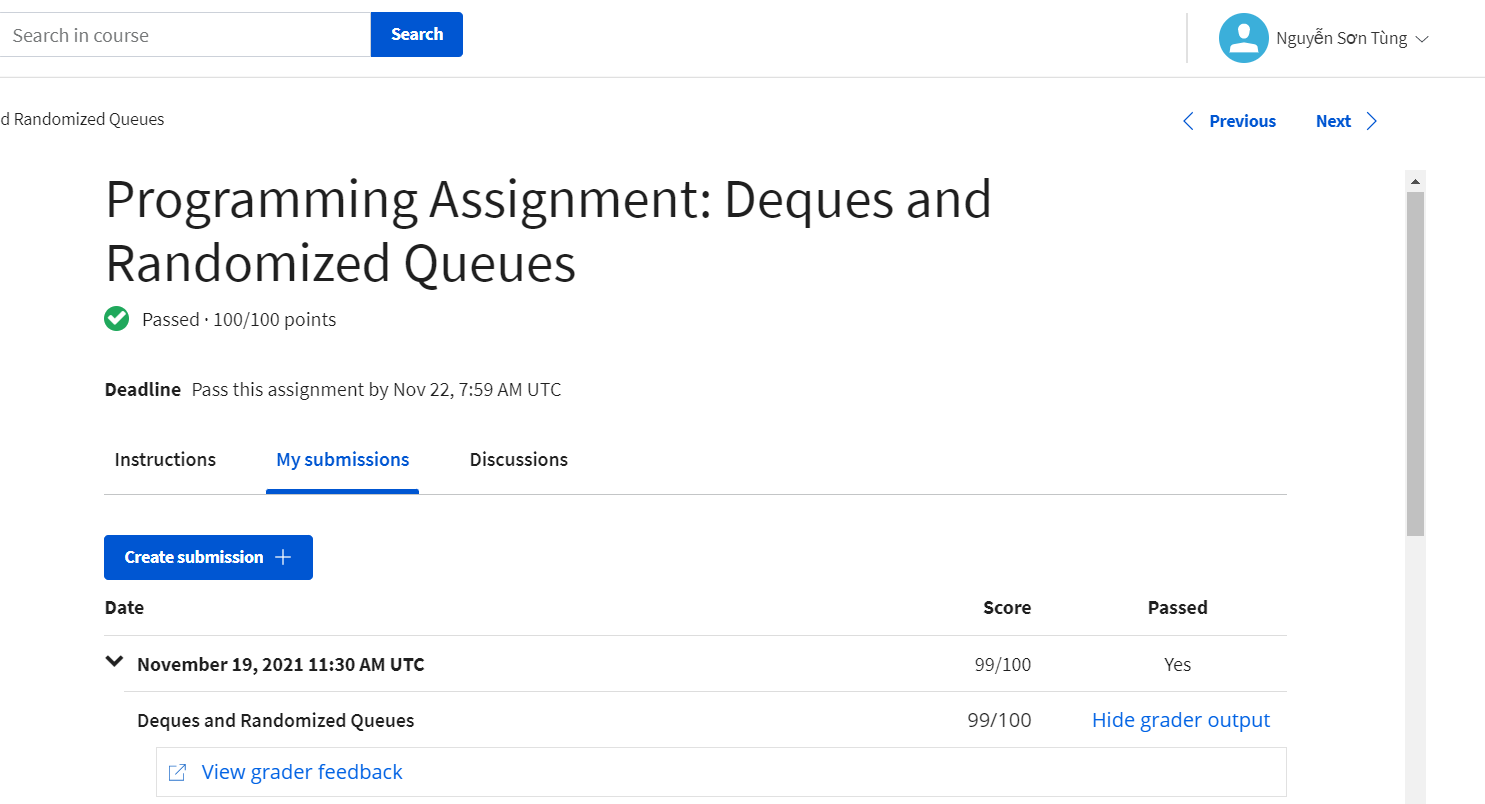 Search in course
Search
Nguyễn Sơn Tùng
d Randomized Queues
Previous
Next
Programming Assignment: Deques and
Randomized Queues
Passed · 100/100 points
Deadline Pass this assignment by Nov 22, 7:59 AM UTC
Instructions
My submissions
Discussions
Create submission
Date Score Passed
November 19, 2021 11:30 AM UTC 99/100 Yes
Deques and Randomized Queues 99/100 Hide grader output
View grader feedback